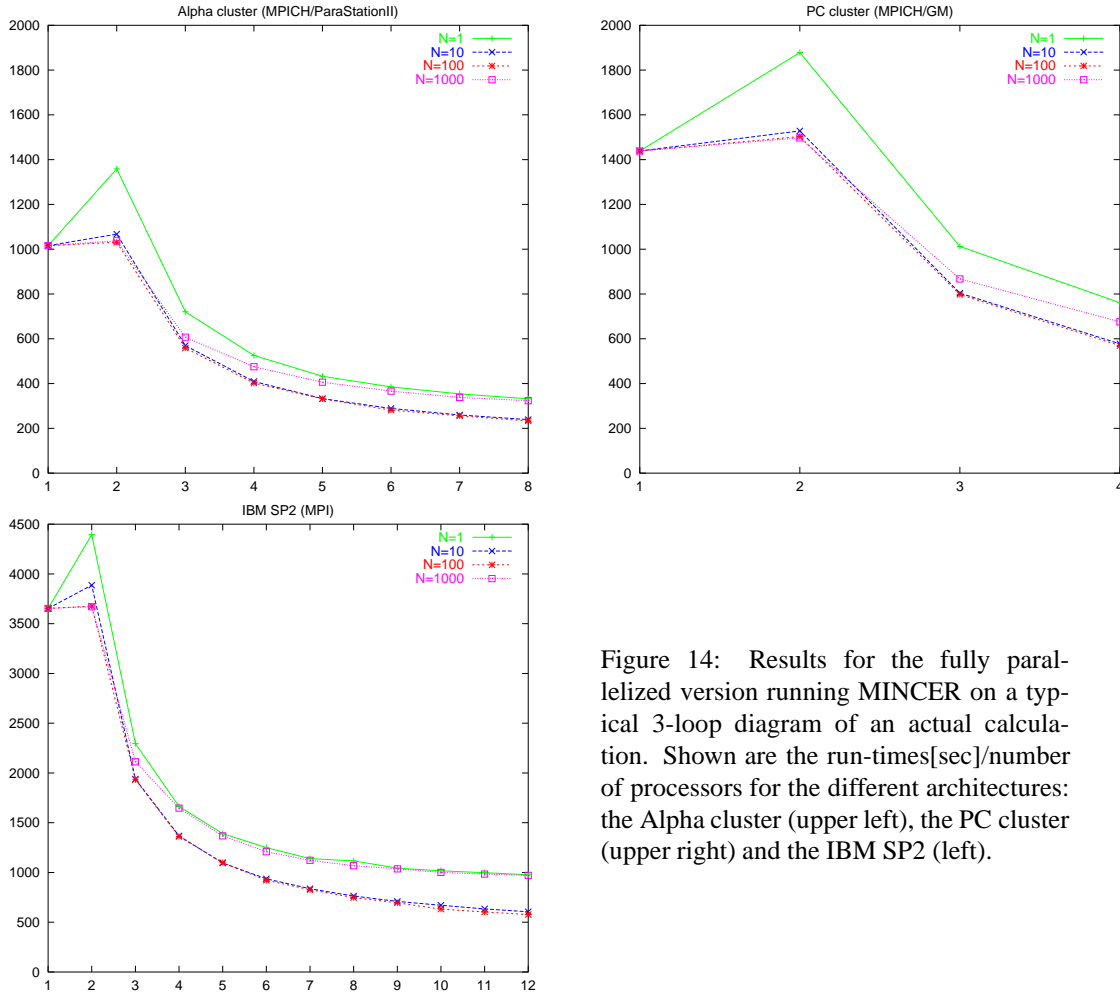 Alpha cluster (MPICH/ParaStationII)
2000
1800
1600
1400
1200
1000
800
600
400
200
0
1 2 3 4 5 6 7 8
N=1
N=10
N=100
N=1000
PC cluster (MPICH/GM)
2000
1800
1600
1400
1200
1000
800
600
400
200
0
1 2 3 4
N=1
N=10
N=100
N=1000
IBM SP2 (MPI)
4500
4000
3500
3000
2500
2000
1500
1000
500
0
1 2 3 4 5 6 7 8 9 10 11 12
N=1
N=10
N=100
N=1000
Figure 14: Results for the fully paral-
lelized version running MINCER on a typ-
ical 3-loop diagram of an actual calcula-
tion. Shown are the run-times[sec]/number
of processors for the different architectures:
the Alpha cluster (upper left), the PC cluster
(upper right) and the IBM SP2 (left).